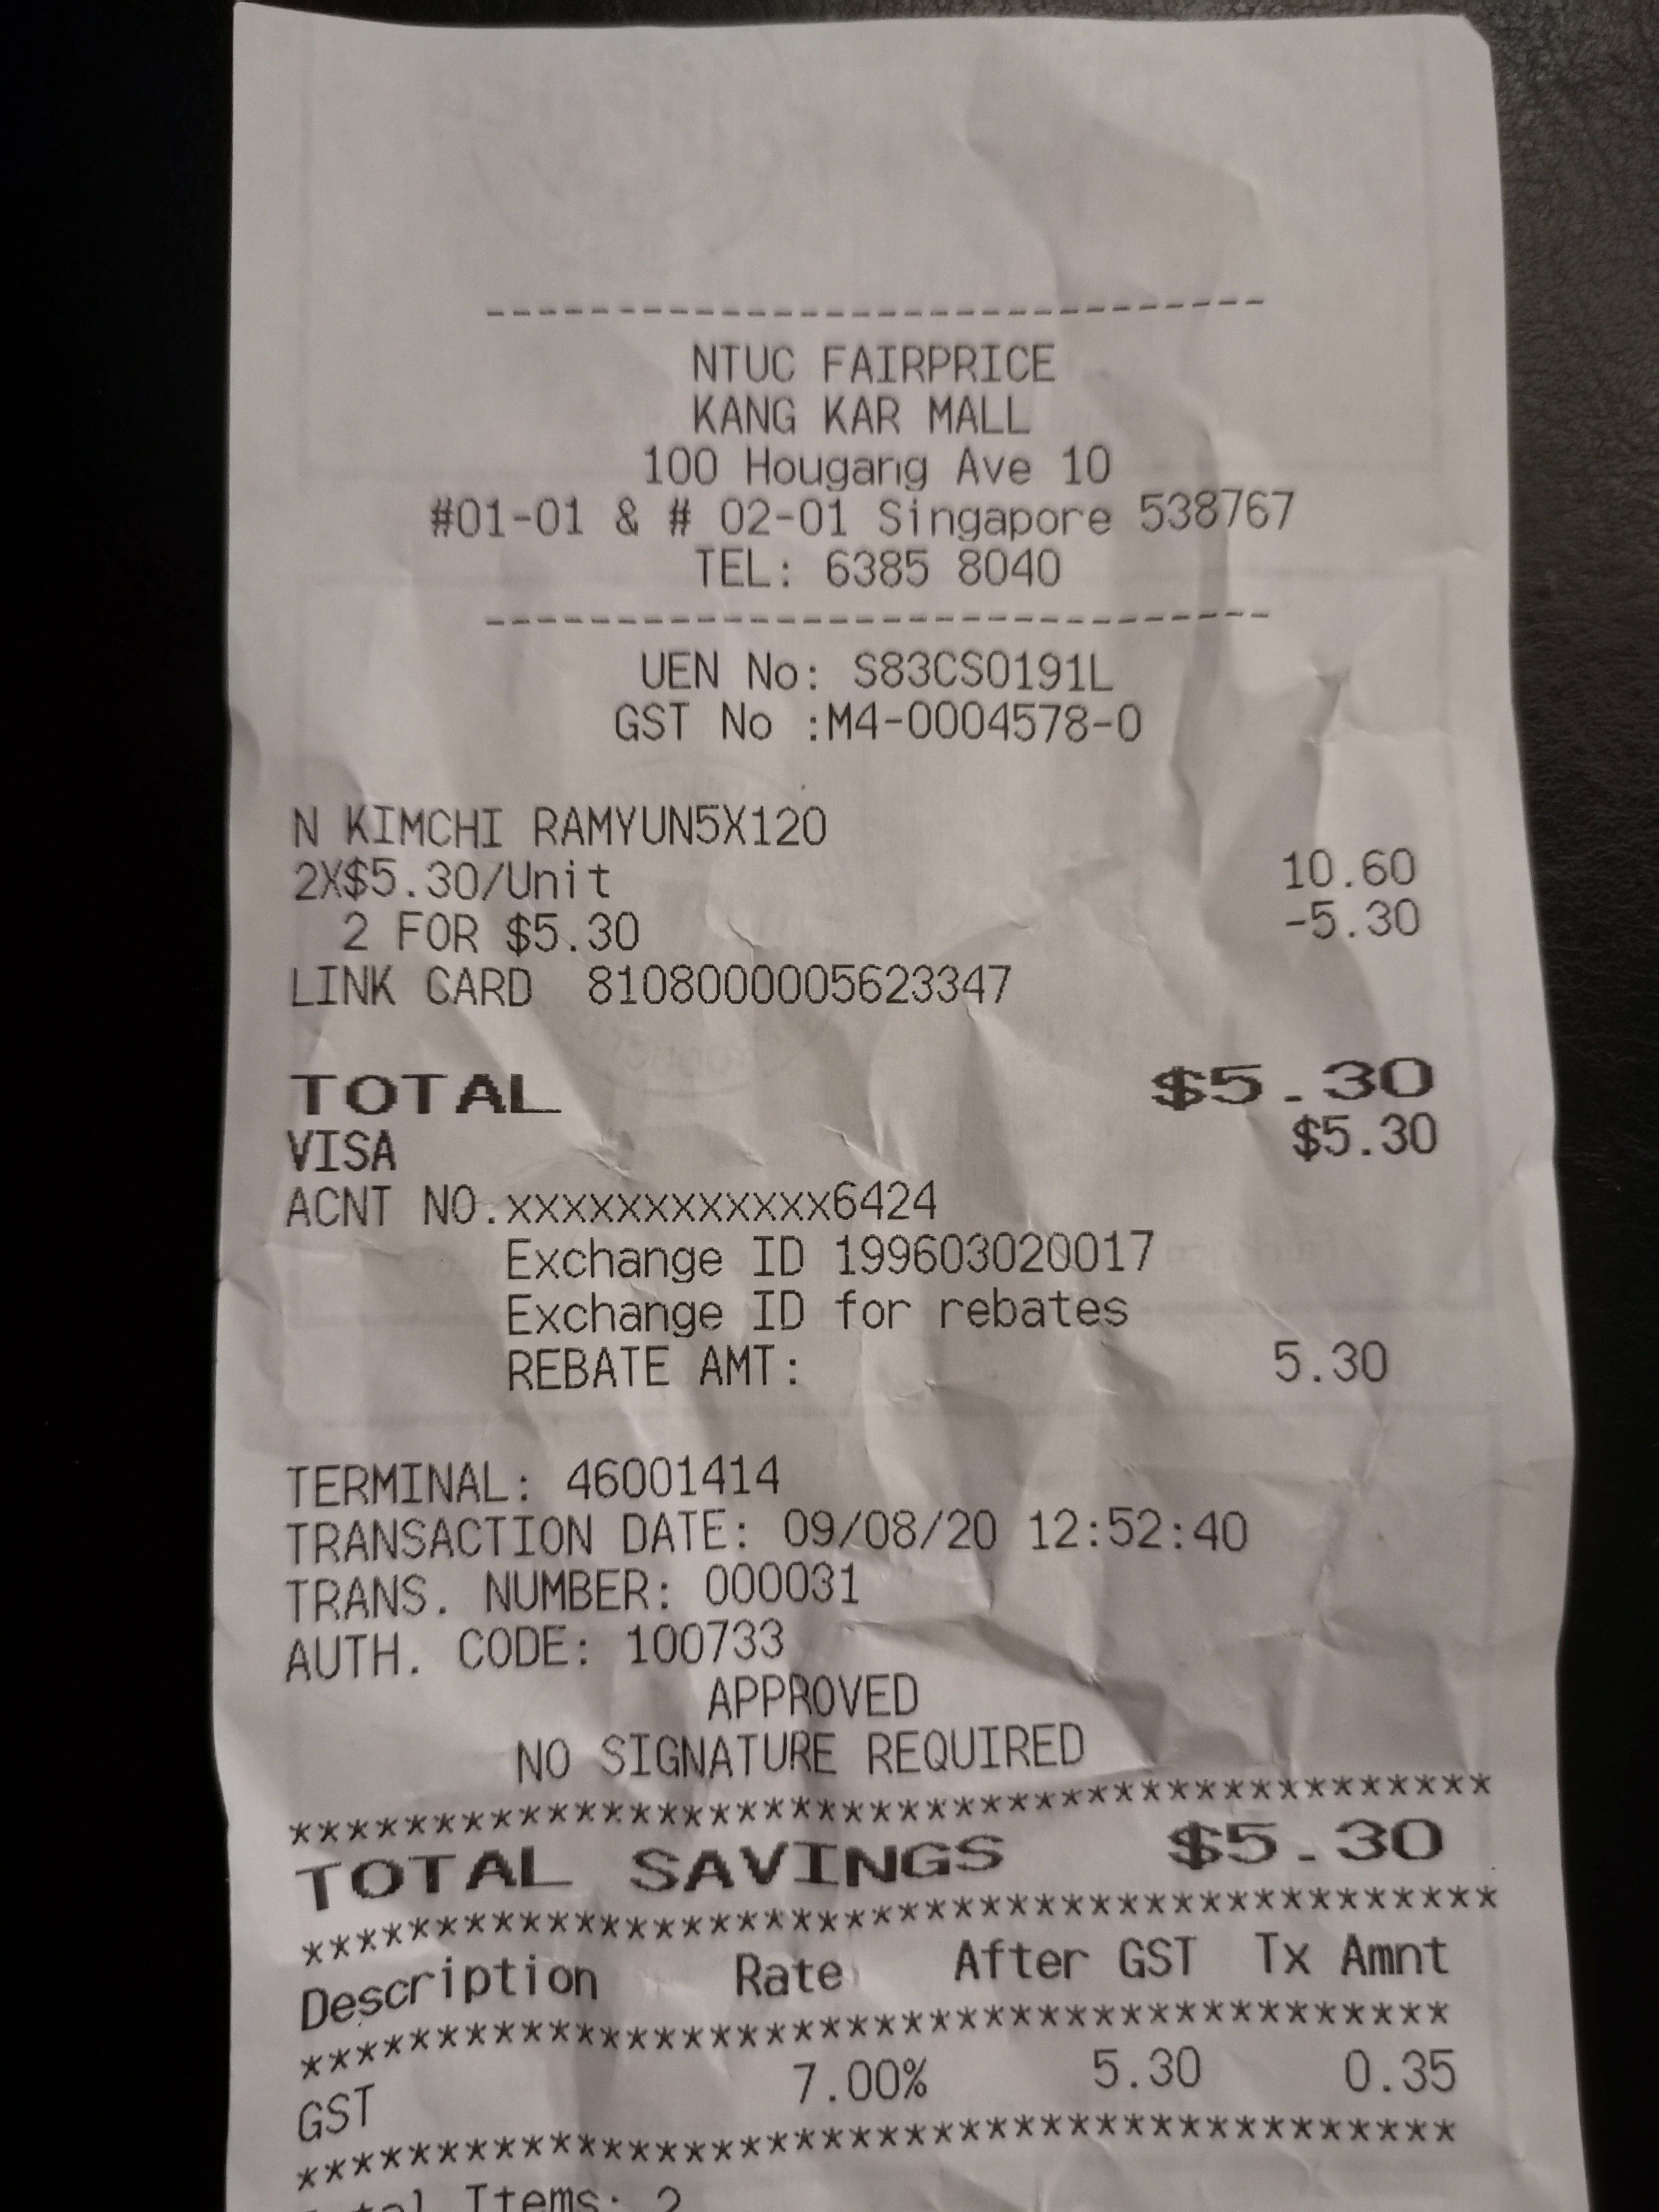 ------------------------------
NTUC FAIRPRICE
KANG KAR MALL
100 Hougang Ave 10
#01-01 & # 02-01 Singapore 538767
TEL: 6385 8040
------------------------------
UEN No: S83CS0191L
GST No :M4-0004578-0
N KIMCHI RAMYUN5X120
2X$5.30/Unit 10.60
2 FOR $5.30 -5.30
LINK CARD 8108000005623347
TOTAL $5.30
VISA $5.30
ACNT NO.xxxxxxxxxxxx6424
Exchange ID 199603020017
Exchange ID for rebates
REBATE AMT: 5.30
TERMINAL: 46001414
TRANSACTION DATE: 09/08/20 12:52:40
TRANS. NUMBER: 000031
AUTH. CODE: 100733
APPROVED
NO SIGNATURE REQUIRED
********************************************
TOTAL SAVINGS $5.30
********************************************
Description Rate After GST Tx Amnt
******************************************
GST 7.00% 5.30 0.35
******************************************
Items: 2